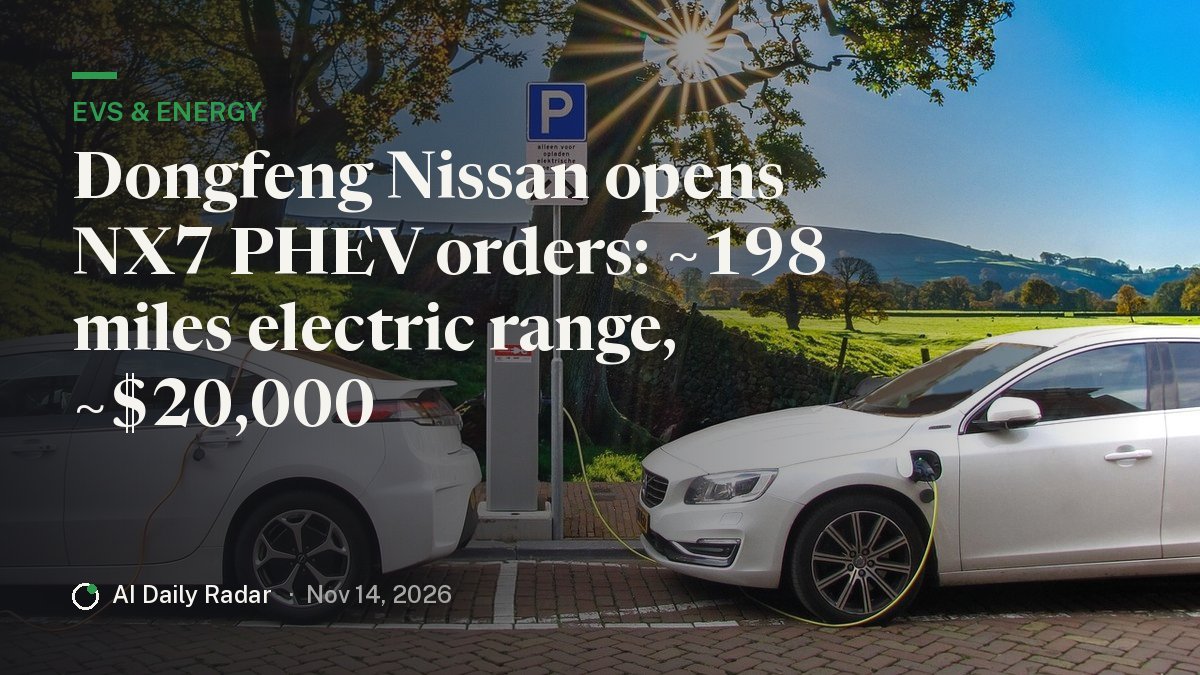 EVS & ENERGY
P
alleen voor
opladen
elektrische
Dongfeng Nissan opens
NX7 PHEV orders: ~198
miles electric range,
~$20,000
AI Daily Radar · Nov 14, 2026